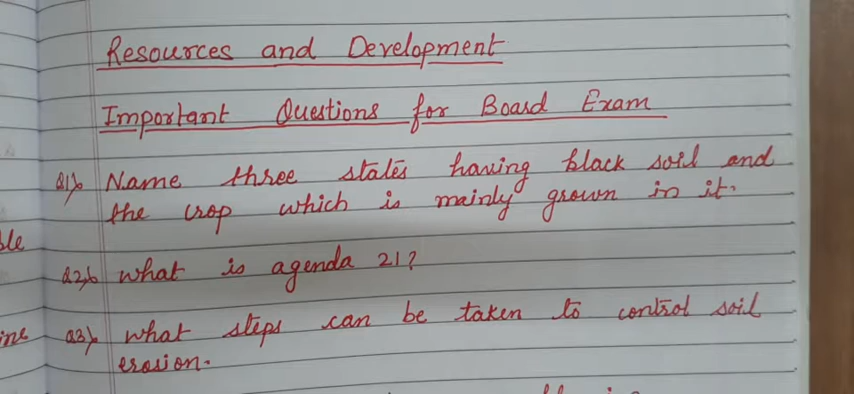 Resources and Development
Important Questions for Board Exam
Q1) Name three states having black soil and
the crop which is mainly grown in it.
ble
Q2) what is agenda 21?
ine Q3) what steps can be taken to control soil
erosion.